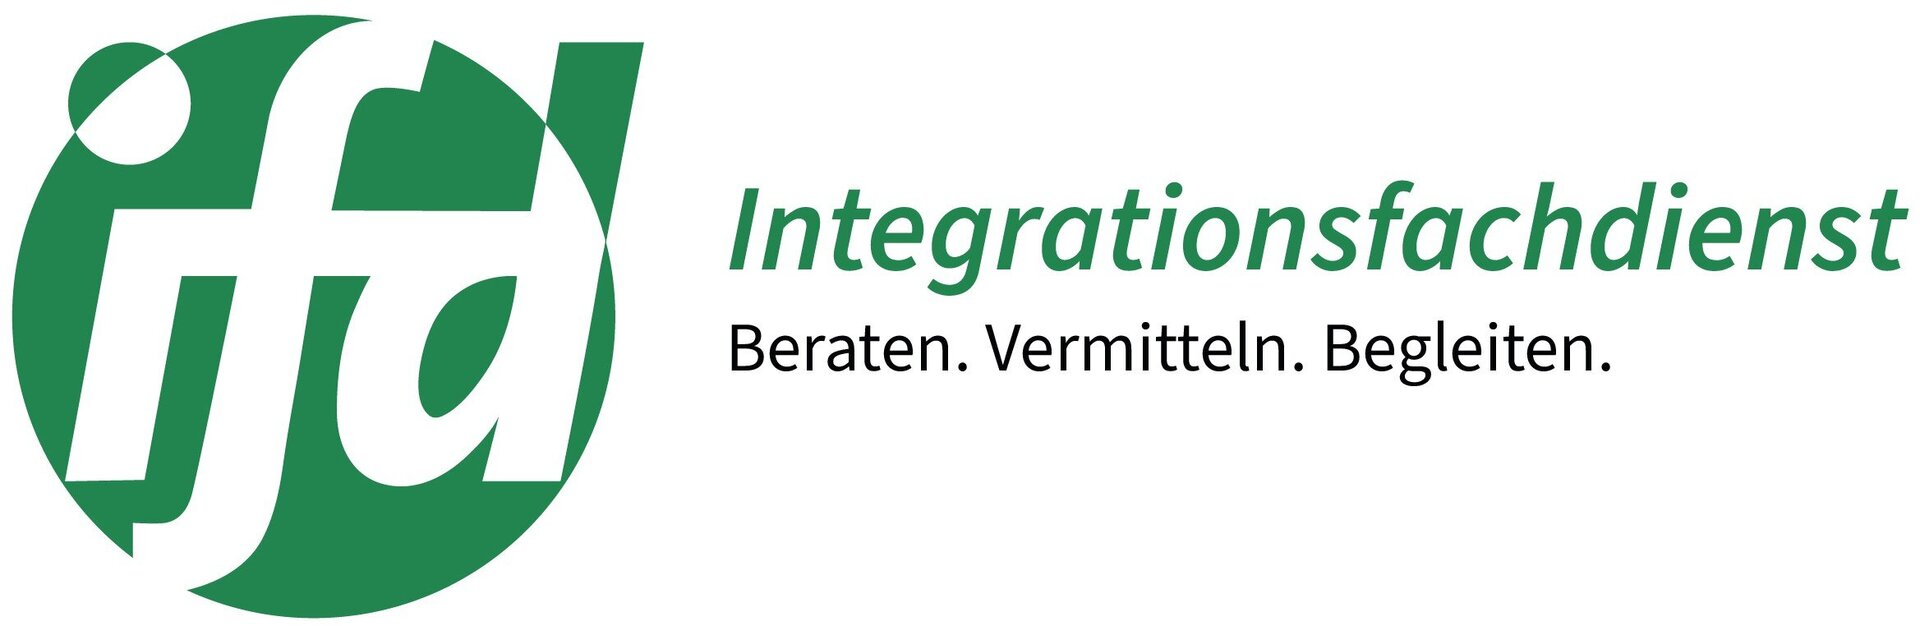 ifd
Integrationsfachdienst
Beraten. Vermitteln. Begleiten.